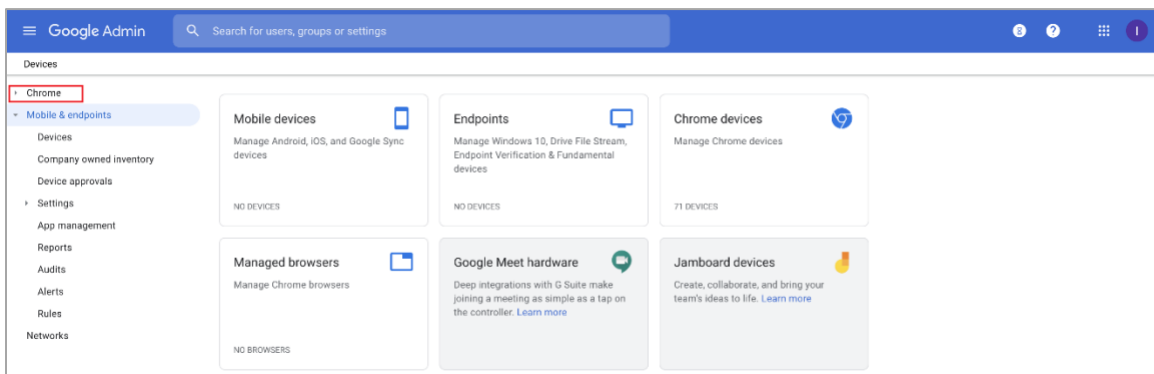 Google Admin
Search for users, groups or settings
8
?
I
Devices
Chrome
Mobile & endpoints
Devices
Company owned inventory
Device approvals
Settings
App management
Reports
Audits
Alerts
Rules
Networks
Mobile devices
Manage Android, iOS, and Google Sync
devices
NO DEVICES
Endpoints
Manage Windows 10, Drive File Stream,
Endpoint Verification & Fundamental
devices
NO DEVICES
Chrome devices
Manage Chrome devices
71 DEVICES
Managed browsers
Manage Chrome browsers
NO BROWSERS
Google Meet hardware
Deep integrations with G Suite make
joining a meeting as simple as a tap on
the controller. Learn more
Jamboard devices
Create, collaborate, and bring your
team's ideas to life. Learn more